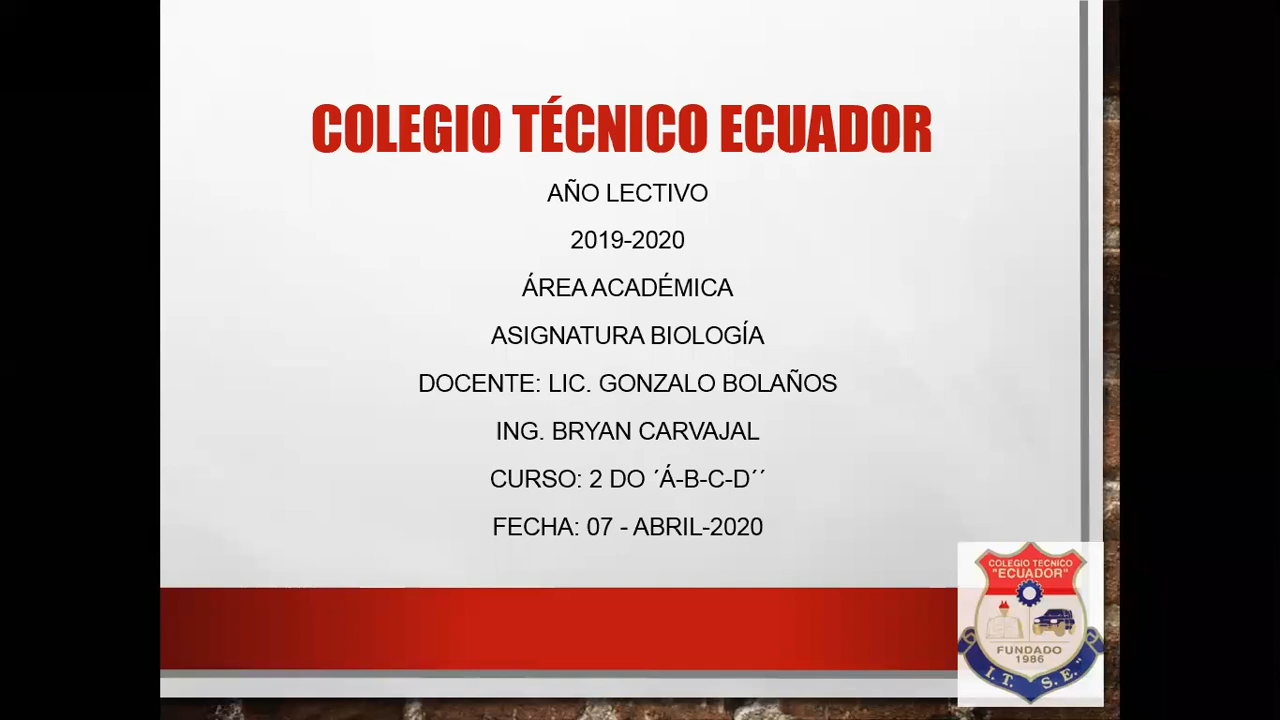 COLEGIO TÉCNICO ECUADOR
AÑO LECTIVO
2019-2020
ÁREA ACADÉMICA
ASIGNATURA BIOLOGÍA
DOCENTE: LIC. GONZALO BOLAÑOS
ING. BRYAN CARVAJAL
CURSO: 2 DO ´Á-B-C-D´´
FECHA: 07 - ABRIL-2020
COLEGIO TECNICO
"ECUADOR"
FUNDADO
1986
I.T. S.E."